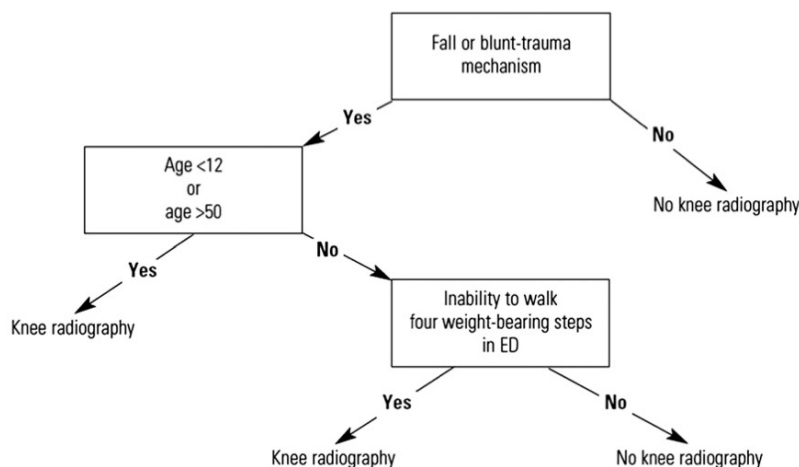 Fall or blunt-trauma
mechanism
Yes
No
Age <12
or
age >50
No knee radiography
Yes
No
Knee radiography
Inability to walk
four weight-bearing steps
in ED
Yes
No
Knee radiography
No knee radiography